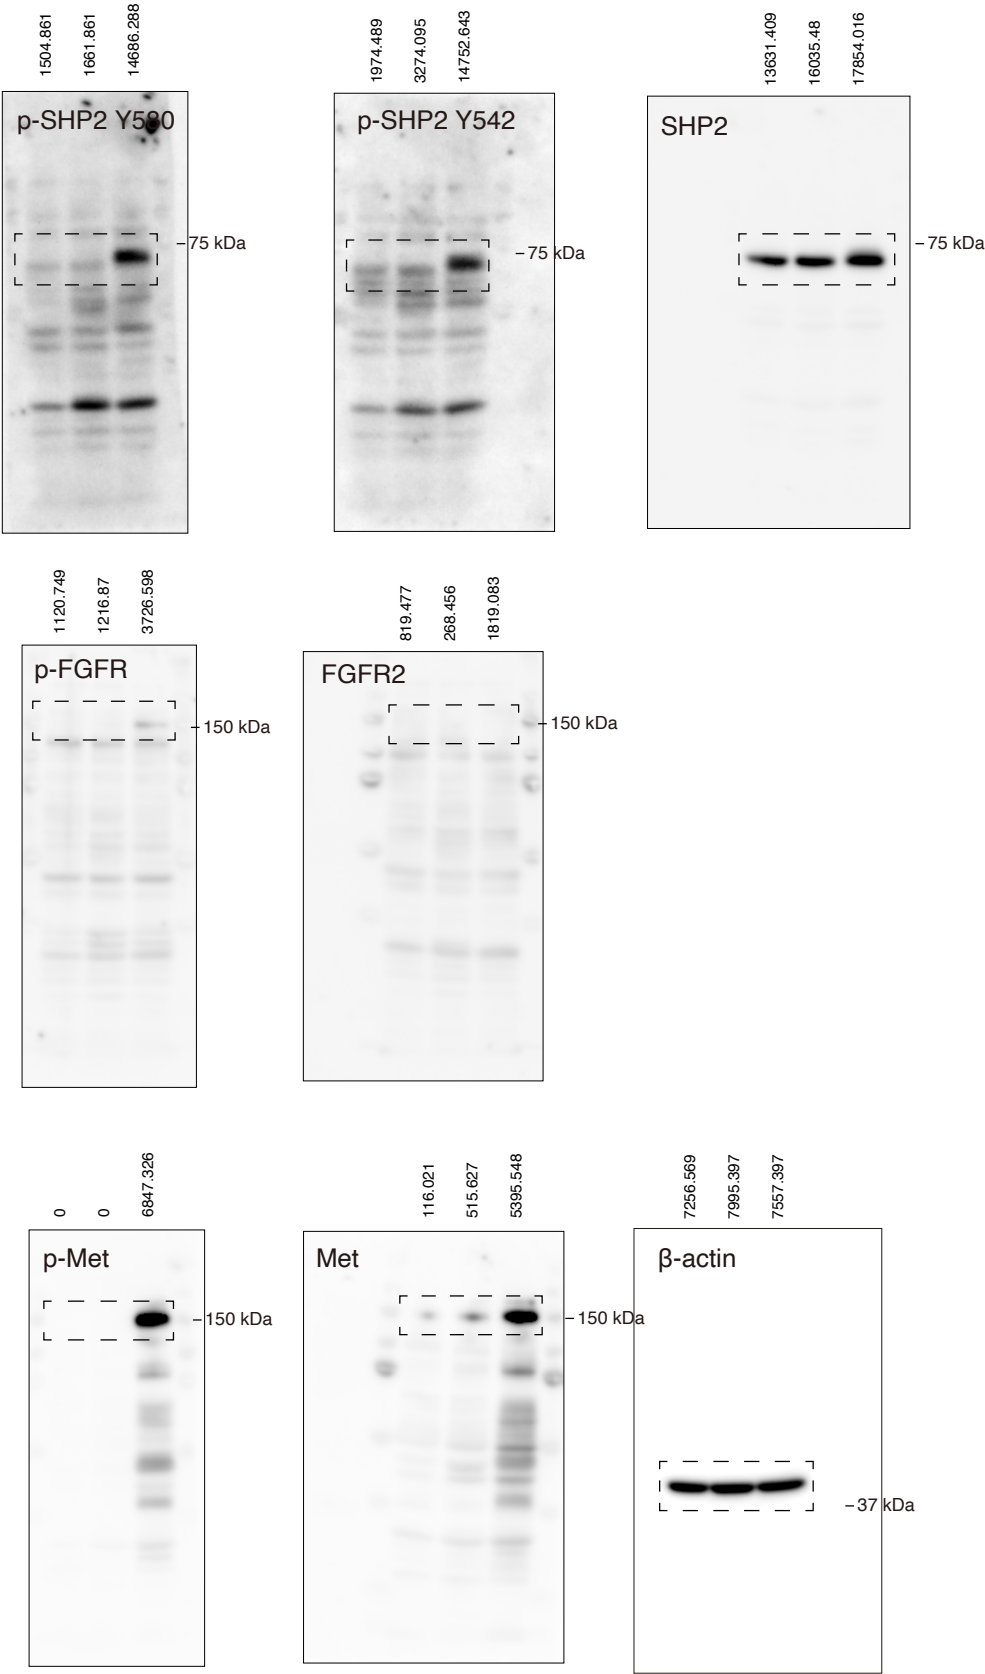 1504.861
1661.861
14686.288
1974.489
3274.095
14752.643
13631.409
16035.48
17854.016
p-SHP2 Y580
p-SHP2 Y542
SHP2
75 kDa
75 kDa
75 kDa
1120.749
1216.87
3726.598
819.477
268.456
1819.083
p-FGFR
FGFR2
150 kDa
150 kDa
0
0
6847.326
116.021
515.627
5395.548
7256.569
7995.397
7557.397
p-Met
Met
β-actin
150 kDa
150 kDa
37 kDa